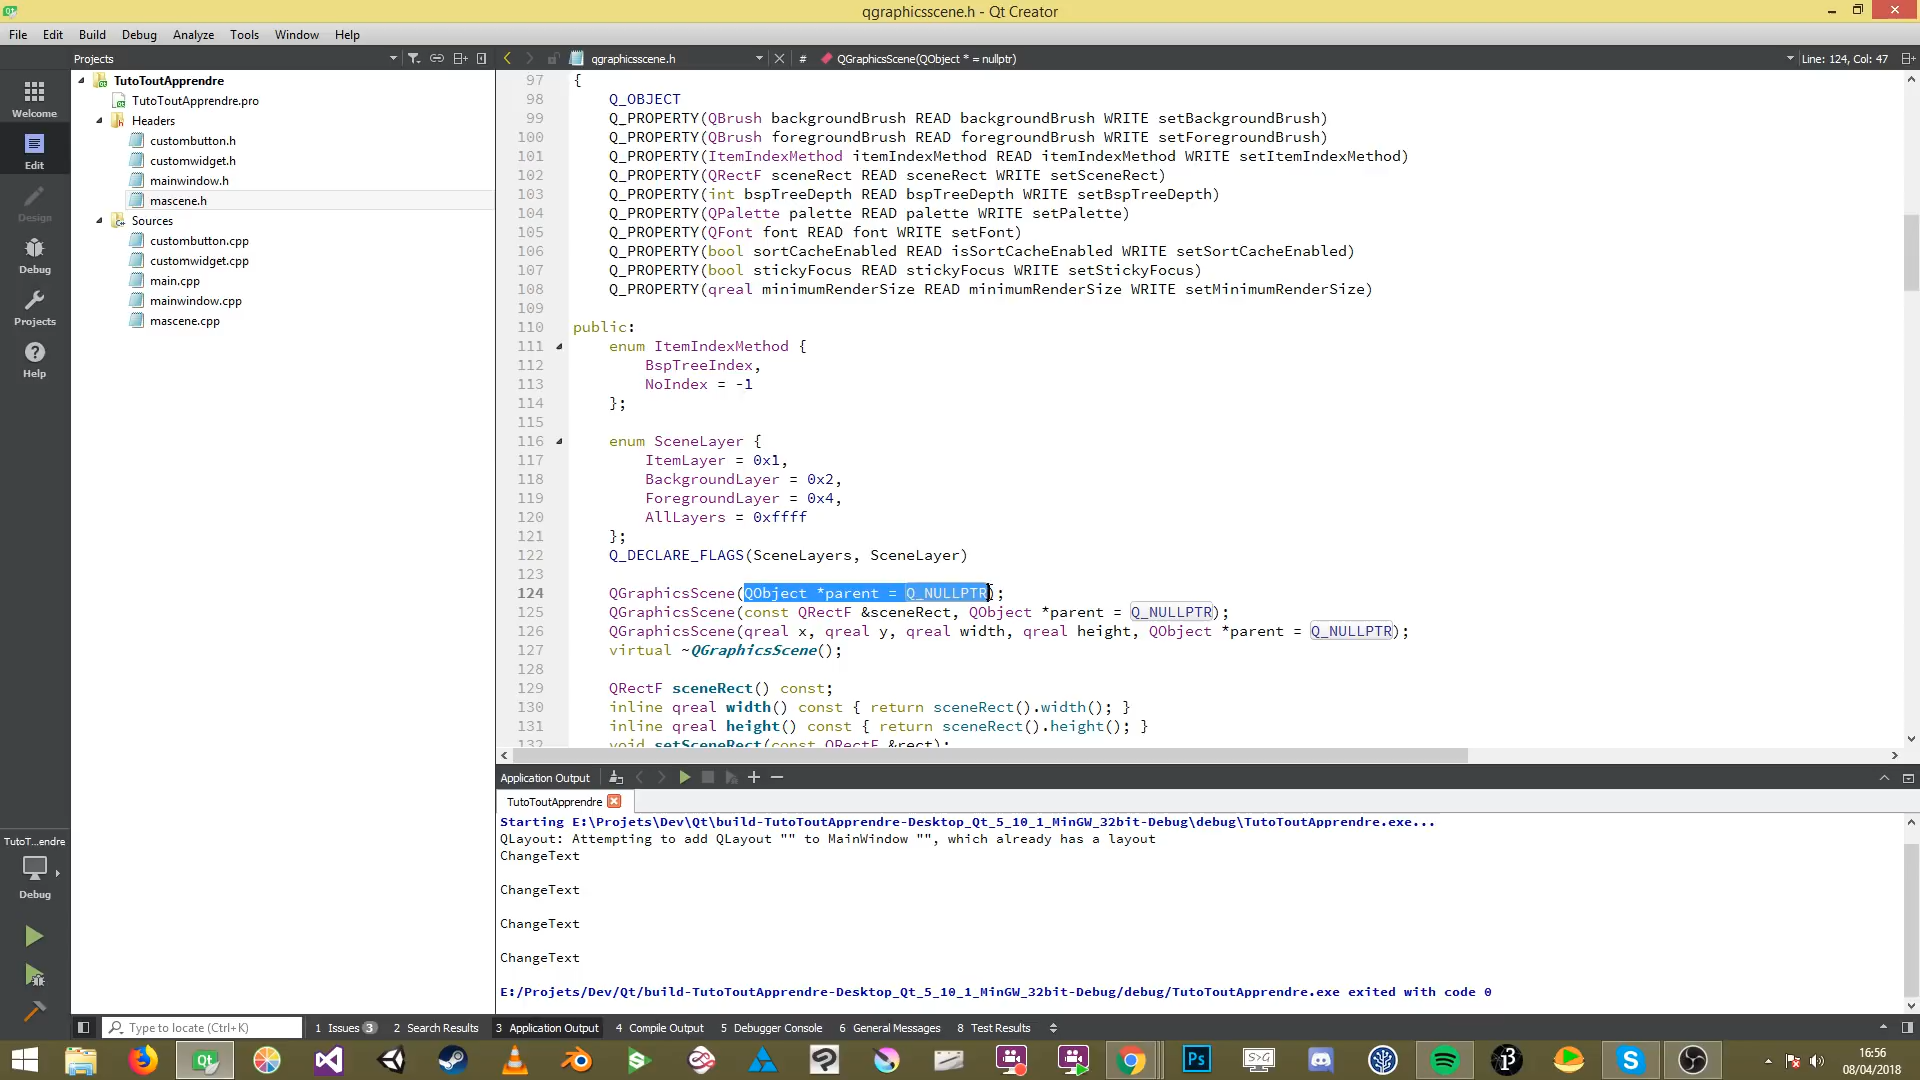 qgraphicsscene.h - Qt Creator
File Edit Build Debug Analyze Tools Window Help
Projects
qgraphicsscene.h
#
QGraphicsScene(QObject * = nullptr)
Line: 124, Col: 47
Welcome
Edit
Design
Debug
Projects
Help
TutoT...endre
Debug
TutoToutApprendre
TutoToutApprendre.pro
Headers
custombutton.h
customwidget.h
mainwindow.h
mascene.h
Sources
custombutton.cpp
customwidget.cpp
main.cpp
mainwindow.cpp
mascene.cpp
97 {
98 Q_OBJECT
99 Q_PROPERTY(QBrush backgroundBrush READ backgroundBrush WRITE setBackgroundBrush)
100 Q_PROPERTY(QBrush foregroundBrush READ foregroundBrush WRITE setForegroundBrush)
101 Q_PROPERTY(ItemIndexMethod itemIndexMethod READ itemIndexMethod WRITE setItemIndexMethod)
102 Q_PROPERTY(QRectF sceneRect READ sceneRect WRITE setSceneRect)
103 Q_PROPERTY(int bspTreeDepth READ bspTreeDepth WRITE setBspTreeDepth)
104 Q_PROPERTY(QPalette palette READ palette WRITE setPalette)
105 Q_PROPERTY(QFont font READ font WRITE setFont)
106 Q_PROPERTY(bool sortCacheEnabled READ isSortCacheEnabled WRITE setSortCacheEnabled)
107 Q_PROPERTY(bool stickyFocus READ stickyFocus WRITE setStickyFocus)
108 Q_PROPERTY(qreal minimumRenderSize READ minimumRenderSize WRITE setMinimumRenderSize)
109
110 public:
111 enum ItemIndexMethod {
112 BspTreeIndex,
113 NoIndex = -1
114 };
115
116 enum SceneLayer {
117 ItemLayer = 0x1,
118 BackgroundLayer = 0x2,
119 ForegroundLayer = 0x4,
120 AllLayers = 0xffff
121 };
122 Q_DECLARE_FLAGS(SceneLayers, SceneLayer)
123
124 QGraphicsScene(QObject *parent = Q_NULLPTR);
125 QGraphicsScene(const QRectF &sceneRect, QObject *parent = Q_NULLPTR);
126 QGraphicsScene(qreal x, qreal y, qreal width, qreal height, QObject *parent = Q_NULLPTR);
127 virtual ~QGraphicsScene();
128
129 QRectF sceneRect() const;
130 inline qreal width() const { return sceneRect().width(); }
131 inline qreal height() const { return sceneRect().height(); }
132 void setSceneRect(const QRectF &rect);
Application Output
TutoToutApprendre
Starting E:\Projets\Dev\Qt\build-TutoToutApprendre-Desktop_Qt_5_10_1_MinGW_32bit-Debug\debug\TutoToutApprendre.exe...
QLayout: Attempting to add QLayout "" to MainWindow "", which already has a layout
ChangeText
ChangeText
ChangeText
ChangeText
E:/Projets/Dev/Qt/build-TutoToutApprendre-Desktop_Qt_5_10_1_MinGW_32bit-Debug/debug/TutoToutApprendre.exe exited with code 0
Type to locate (Ctrl+K)
1 Issues 3
2 Search Results
3 Application Output
4 Compile Output
5 Debugger Console
6 General Messages
8 Test Results
Qt
Ps
S>G
16:56
08/04/2018